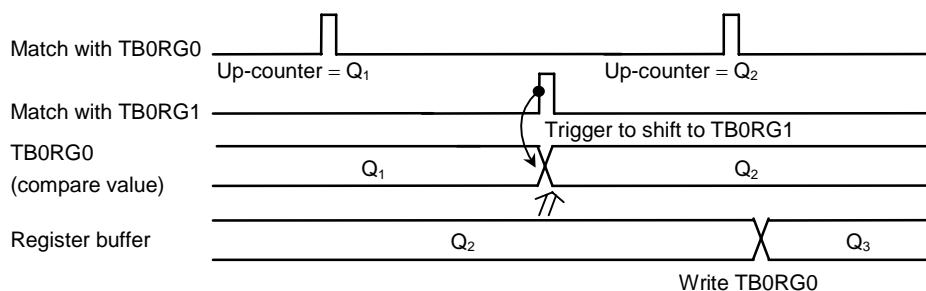 Match with TB0RG0
Up-counter = Q1
Up-counter = Q2
Match with TB0RG1
Trigger to shift to TB0RG1
TB0RG0
(compare value)
Q1
Q2
Register buffer
Q2
Q3
Write TB0RG0